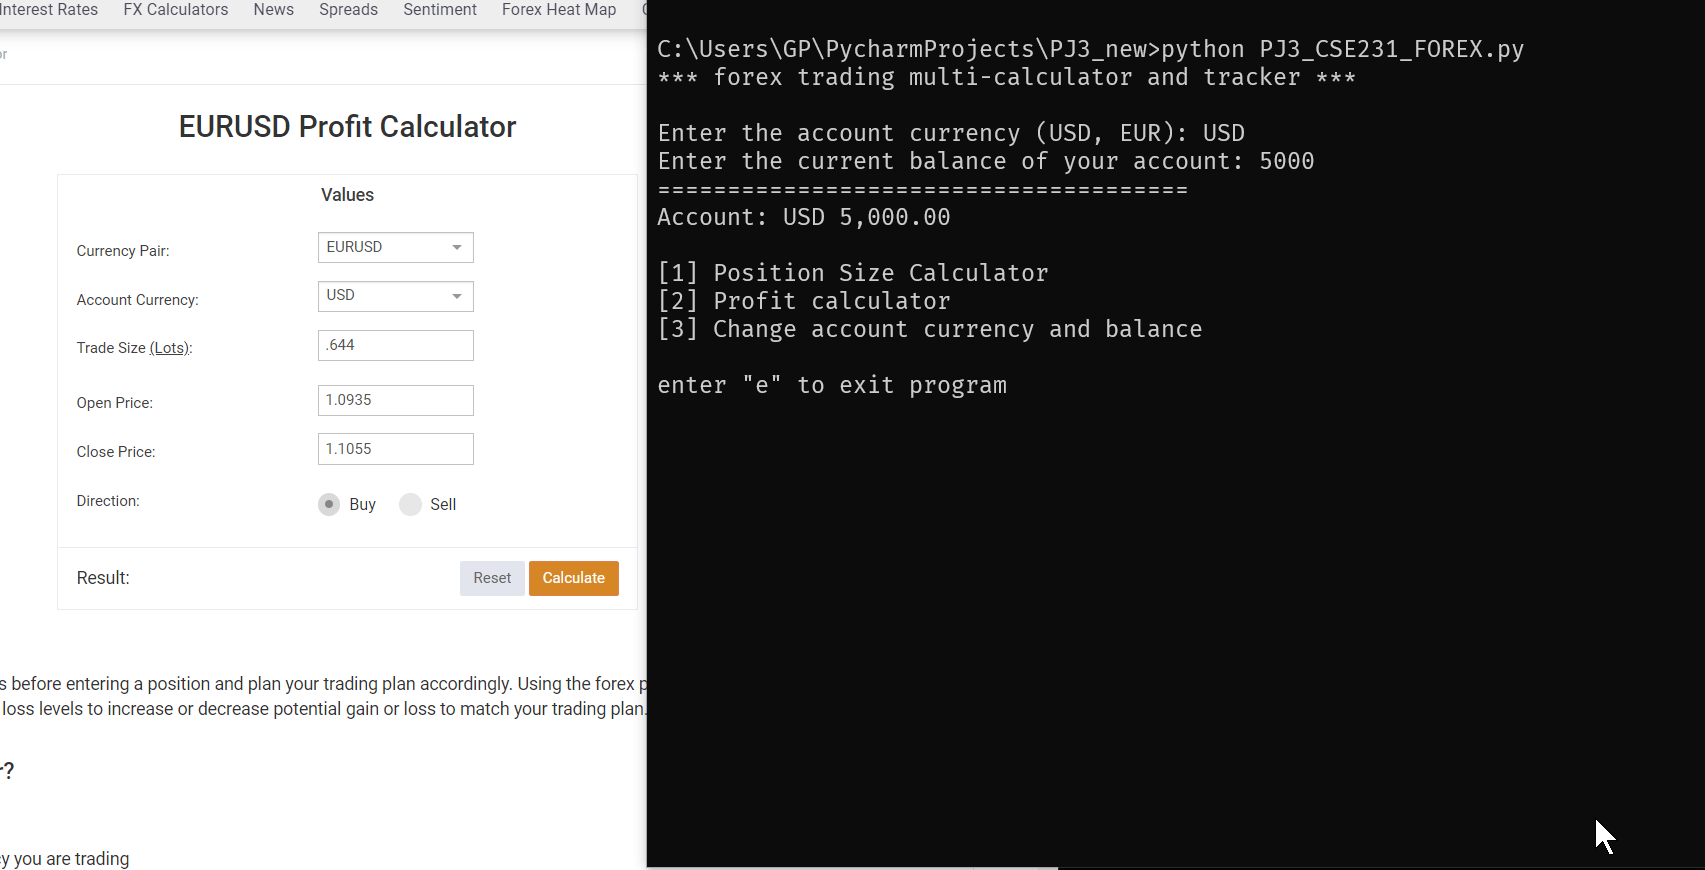 Interest Rates FX Calculators News Spreads Sentiment Forex Heat Map
or
EURUSD Profit Calculator
Values
Currency Pair: EURUSD
Account Currency: USD
Trade Size (Lots): .644
Open Price: 1.0935
Close Price: 1.1055
Direction: Buy Sell
Result: Reset Calculate
s before entering a position and plan your trading plan accordingly. Using the forex p
loss levels to increase or decrease potential gain or loss to match your trading plan.
r?
y you are trading
C:\Users\GP\PycharmProjects\PJ3_new>python PJ3_CSE231_FOREX.py
*** forex trading multi-calculator and tracker ***
Enter the account currency (USD, EUR): USD
Enter the current balance of your account: 5000
======================================
Account: USD 5,000.00
[1] Position Size Calculator
[2] Profit calculator
[3] Change account currency and balance
enter "e" to exit program